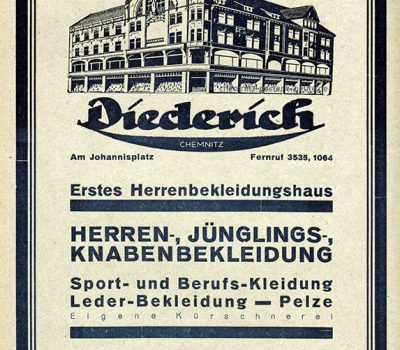 Diederich
CHEMNITZ
Am Johannisplatz Fernruf 3535, 1064
Erstes Herrenbekleidungshaus
HERREN-, JÜNGLINGS-,
KNABENBEKLEIDUNG
Sport- und Berufs-Kleidung
Leder-Bekleidung — Pelze
Eigene Kürschnerei